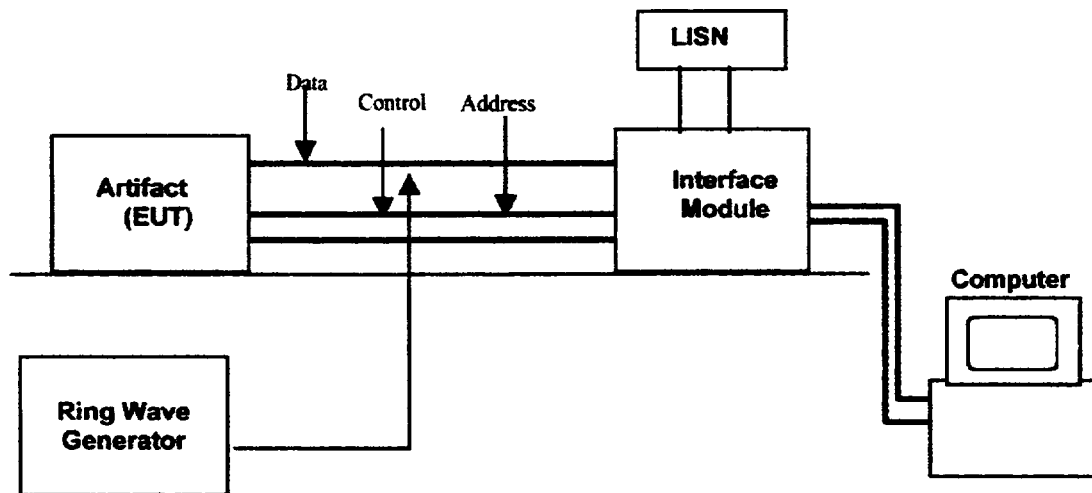 LISN
Data
Control
Address
Artifact
(EUT)
Interface
Module
Computer
Ring Wave
Generator